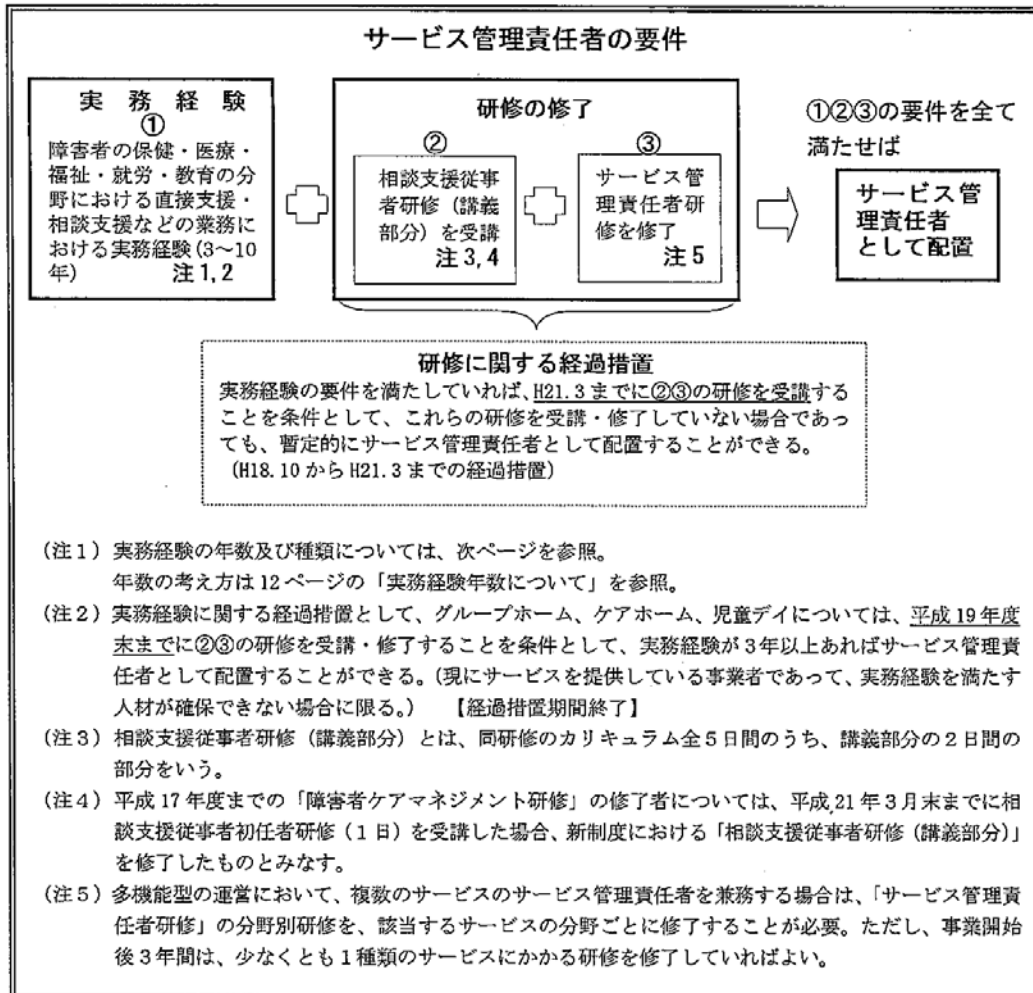 サービス管理責任者の要件
実務経験
①
障害者の保健・医療・
福祉・就労・教育の分
野における直接支援・
相談支援などの業務に
おける実務経験(3～10
年) 注1,2
研修の修了
②
相談支援従事
者研修（講義
部分）を受講
注3,4
③
サービス管
理責任者研
修を修了
注5
①②③の要件を全て
満たせば
サービス管
理責任者
として配置
研修に関する経過措置
実務経験の要件を満たしていれば、H21.3までに②③の研修を受講する
ことを条件として、これらの研修を受講・修了していない場合であっ
ても、暫定的にサービス管理責任者として配置することができる。
(H18.10からH21.3までの経過措置)
(注1) 実務経験の年数及び種類については、次ページを参照。
年数の考え方は12ページの「実務経験年数について」を参照。
(注2) 実務経験に関する経過措置として、グループホーム、ケアホーム、児童デイについては、平成19年度
末までに②③の研修を受講・修了することを条件として、実務経験が3年以上あればサービス管理責
任者として配置することができる。(現にサービスを提供している事業者であって、実務経験を満たす
人材が確保できない場合に限る。) 【経過措置期間終了】
(注3) 相談支援従事者研修（講義部分）とは、同研修のカリキュラム全5日間のうち、講義部分の2日間の
部分をいう。
(注4) 平成17年度までの「障害者ケアマネジメント研修」の修了者については、平成21年3月末までに相
談支援従事者初任者研修（1日）を受講した場合、新制度における「相談支援従事者研修（講義部分）」
を修了したものとみなす。
(注5) 多機能型の運営において、複数のサービスのサービス管理責任者を兼務する場合は、「サービス管理責
任者研修」の分野別研修を、該当するサービスの分野ごとに修了することが必要。ただし、事業開始
後3年間は、少なくとも1種類のサービスにかかる研修を修了していればよい。